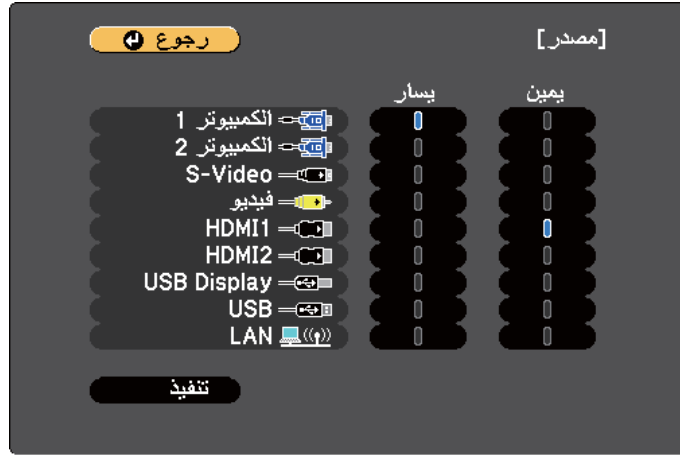 [مصدر]
رجوع
يمين
يسار
الكمبيوتر 1
الكمبيوتر 2
S-Video
فيديو
HDMI1
HDMI2
USB Display
USB
LAN
تنفيذ